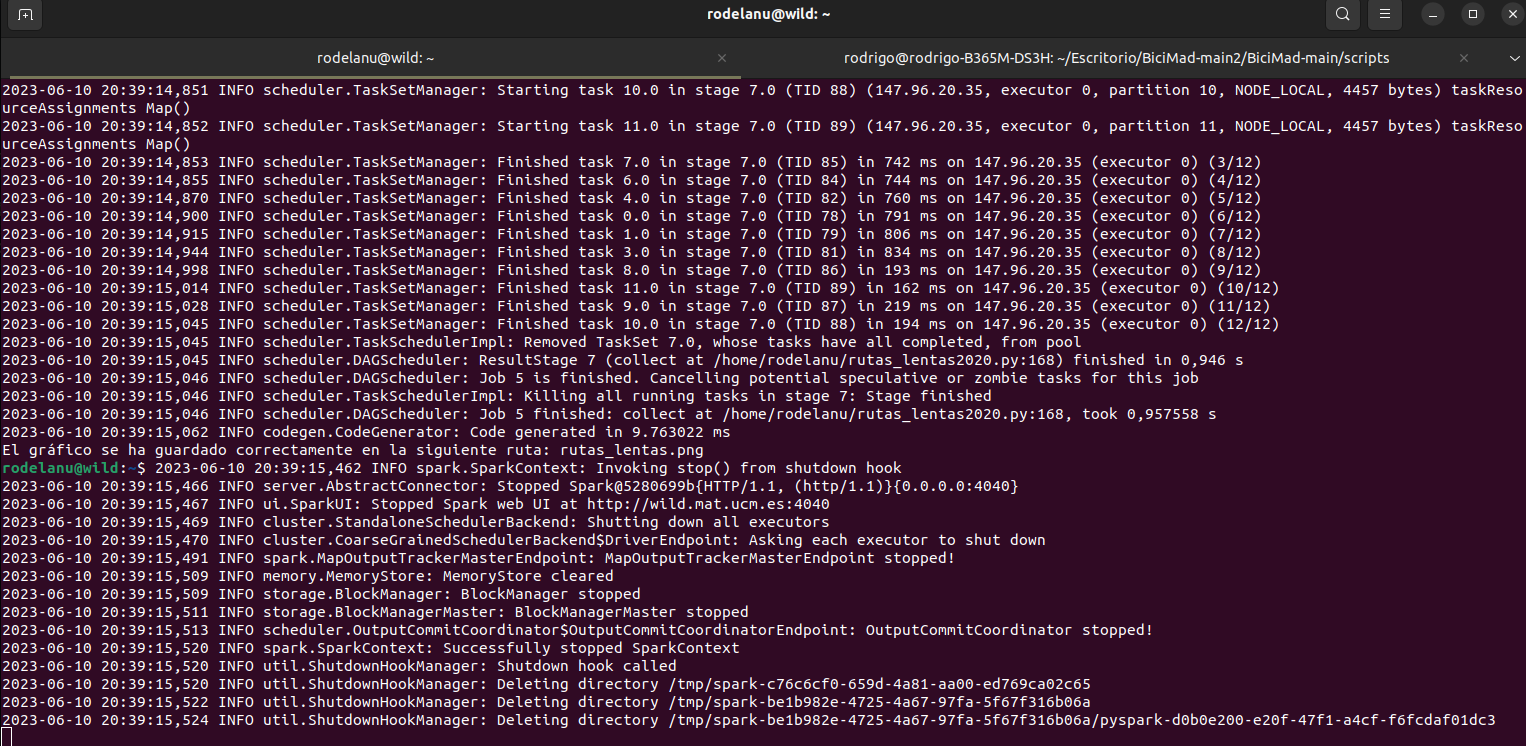 rodelanu@wild: ~
rodelanu@wild: ~
rodrigo@rodrigo-B365M-DS3H: ~/Escritorio/BiciMad-main2/BiciMad-main/scripts
2023-06-10 20:39:14,851 INFO scheduler.TaskSetManager: Starting task 10.0 in stage 7.0 (TID 88) (147.96.20.35, executor 0, partition 10, NODE_LOCAL, 4457 bytes) taskReso
urceAssignments Map()
2023-06-10 20:39:14,852 INFO scheduler.TaskSetManager: Starting task 11.0 in stage 7.0 (TID 89) (147.96.20.35, executor 0, partition 11, NODE_LOCAL, 4457 bytes) taskReso
urceAssignments Map()
2023-06-10 20:39:14,853 INFO scheduler.TaskSetManager: Finished task 7.0 in stage 7.0 (TID 85) in 742 ms on 147.96.20.35 (executor 0) (3/12)
2023-06-10 20:39:14,855 INFO scheduler.TaskSetManager: Finished task 6.0 in stage 7.0 (TID 84) in 744 ms on 147.96.20.35 (executor 0) (4/12)
2023-06-10 20:39:14,870 INFO scheduler.TaskSetManager: Finished task 4.0 in stage 7.0 (TID 82) in 760 ms on 147.96.20.35 (executor 0) (5/12)
2023-06-10 20:39:14,900 INFO scheduler.TaskSetManager: Finished task 0.0 in stage 7.0 (TID 78) in 791 ms on 147.96.20.35 (executor 0) (6/12)
2023-06-10 20:39:14,915 INFO scheduler.TaskSetManager: Finished task 1.0 in stage 7.0 (TID 79) in 806 ms on 147.96.20.35 (executor 0) (7/12)
2023-06-10 20:39:14,944 INFO scheduler.TaskSetManager: Finished task 3.0 in stage 7.0 (TID 81) in 834 ms on 147.96.20.35 (executor 0) (8/12)
2023-06-10 20:39:14,998 INFO scheduler.TaskSetManager: Finished task 8.0 in stage 7.0 (TID 86) in 193 ms on 147.96.20.35 (executor 0) (9/12)
2023-06-10 20:39:15,014 INFO scheduler.TaskSetManager: Finished task 11.0 in stage 7.0 (TID 89) in 162 ms on 147.96.20.35 (executor 0) (10/12)
2023-06-10 20:39:15,028 INFO scheduler.TaskSetManager: Finished task 9.0 in stage 7.0 (TID 87) in 219 ms on 147.96.20.35 (executor 0) (11/12)
2023-06-10 20:39:15,045 INFO scheduler.TaskSetManager: Finished task 10.0 in stage 7.0 (TID 88) in 194 ms on 147.96.20.35 (executor 0) (12/12)
2023-06-10 20:39:15,045 INFO scheduler.TaskSchedulerImpl: Removed TaskSet 7.0, whose tasks have all completed, from pool
2023-06-10 20:39:15,045 INFO scheduler.DAGScheduler: ResultStage 7 (collect at /home/rodelanu/rutas_lentas2020.py:168) finished in 0,946 s
2023-06-10 20:39:15,046 INFO scheduler.DAGScheduler: Job 5 is finished. Cancelling potential speculative or zombie tasks for this job
2023-06-10 20:39:15,046 INFO scheduler.TaskSchedulerImpl: Killing all running tasks in stage 7: Stage finished
2023-06-10 20:39:15,046 INFO scheduler.DAGScheduler: Job 5 finished: collect at /home/rodelanu/rutas_lentas2020.py:168, took 0,957558 s
2023-06-10 20:39:15,062 INFO codegen.CodeGenerator: Code generated in 9.763022 ms
El gráfico se ha guardado correctamente en la siguiente ruta: rutas_lentas.png
rodelanu@wild:~$ 2023-06-10 20:39:15,462 INFO spark.SparkContext: Invoking stop() from shutdown hook
2023-06-10 20:39:15,466 INFO server.AbstractConnector: Stopped Spark@5280699b{HTTP/1.1, (http/1.1)}{0.0.0.0:4040}
2023-06-10 20:39:15,467 INFO ui.SparkUI: Stopped Spark web UI at http://wild.mat.ucm.es:4040
2023-06-10 20:39:15,469 INFO cluster.StandaloneSchedulerBackend: Shutting down all executors
2023-06-10 20:39:15,470 INFO cluster.CoarseGrainedSchedulerBackend$DriverEndpoint: Asking each executor to shut down
2023-06-10 20:39:15,491 INFO spark.MapOutputTrackerMasterEndpoint: MapOutputTrackerMasterEndpoint stopped!
2023-06-10 20:39:15,509 INFO memory.MemoryStore: MemoryStore cleared
2023-06-10 20:39:15,509 INFO storage.BlockManager: BlockManager stopped
2023-06-10 20:39:15,511 INFO storage.BlockManagerMaster: BlockManagerMaster stopped
2023-06-10 20:39:15,513 INFO scheduler.OutputCommitCoordinator$OutputCommitCoordinatorEndpoint: OutputCommitCoordinator stopped!
2023-06-10 20:39:15,520 INFO spark.SparkContext: Successfully stopped SparkContext
2023-06-10 20:39:15,520 INFO util.ShutdownHookManager: Shutdown hook called
2023-06-10 20:39:15,520 INFO util.ShutdownHookManager: Deleting directory /tmp/spark-c76c6cf0-659d-4a81-aa00-ed769ca02c65
2023-06-10 20:39:15,522 INFO util.ShutdownHookManager: Deleting directory /tmp/spark-be1b982e-4725-4a67-97fa-5f67f316b06a
2023-06-10 20:39:15,524 INFO util.ShutdownHookManager: Deleting directory /tmp/spark-be1b982e-4725-4a67-97fa-5f67f316b06a/pyspark-d0b0e200-e20f-47f1-a4cf-f6fcdaf01dc3